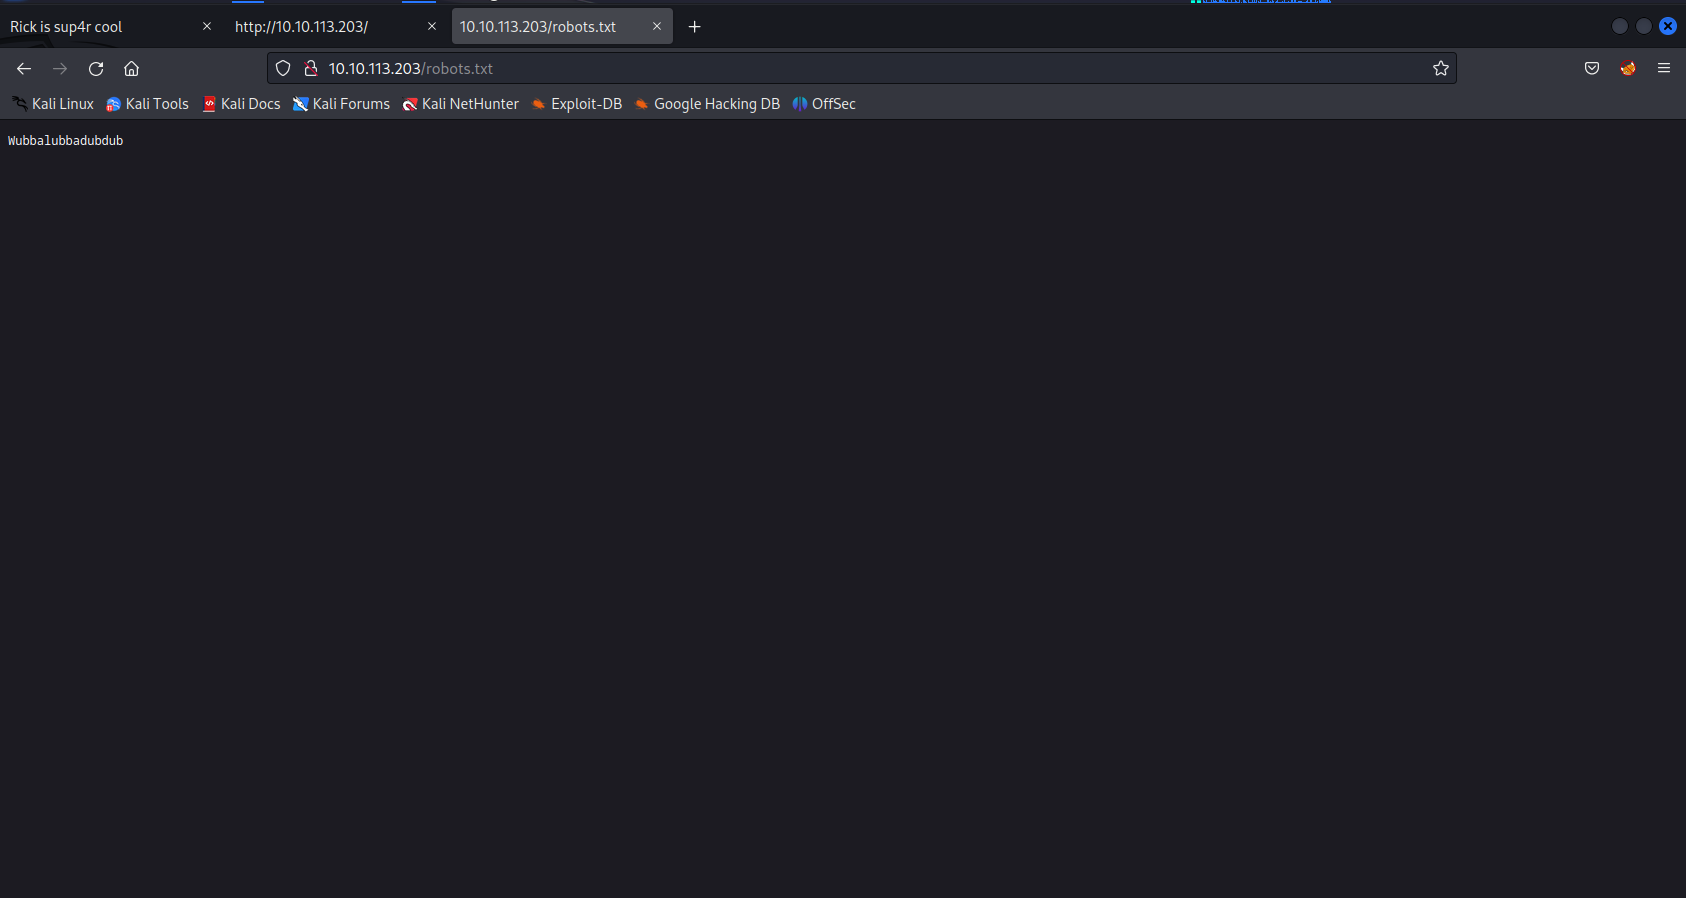 Rick is sup4r cool
http://10.10.113.203/
10.10.113.203/robots.txt
10.10.113.203/robots.txt
Kali Linux Kali Tools Kali Docs Kali Forums Kali NetHunter Exploit-DB Google Hacking DB OffSec
Wubbalubbadubdub